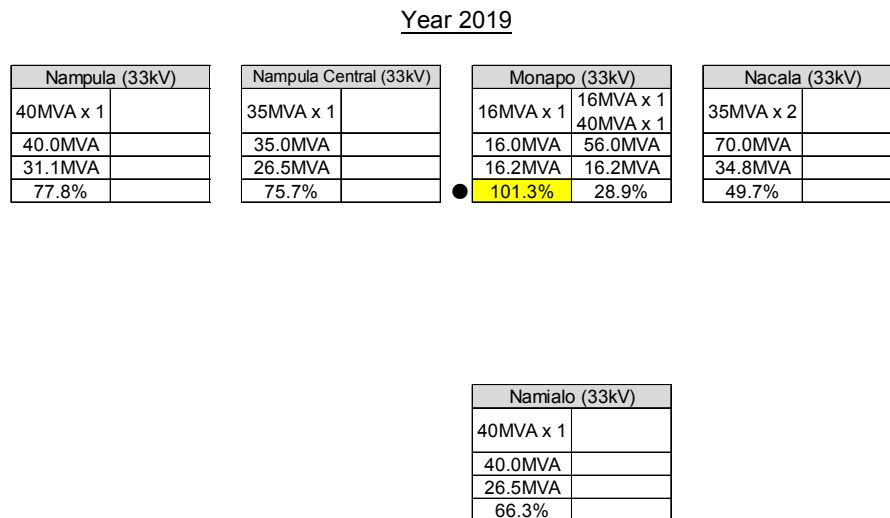 Year 2019
Nampula (33kV)
40MVA x 1
40.0MVA
31.1MVA
77.8%
Nampula Central (33kV)
35MVA x 1
35.0MVA
26.5MVA
75.7%
Monapo (33kV)
16MVA x 1 16MVA x 1
40MVA x 1
16.0MVA 56.0MVA
16.2MVA 16.2MVA
101.3% 28.9%
Nacala (33kV)
35MVA x 2
70.0MVA
34.8MVA
49.7%
Namialo (33kV)
40MVA x 1
40.0MVA
26.5MVA
66.3%